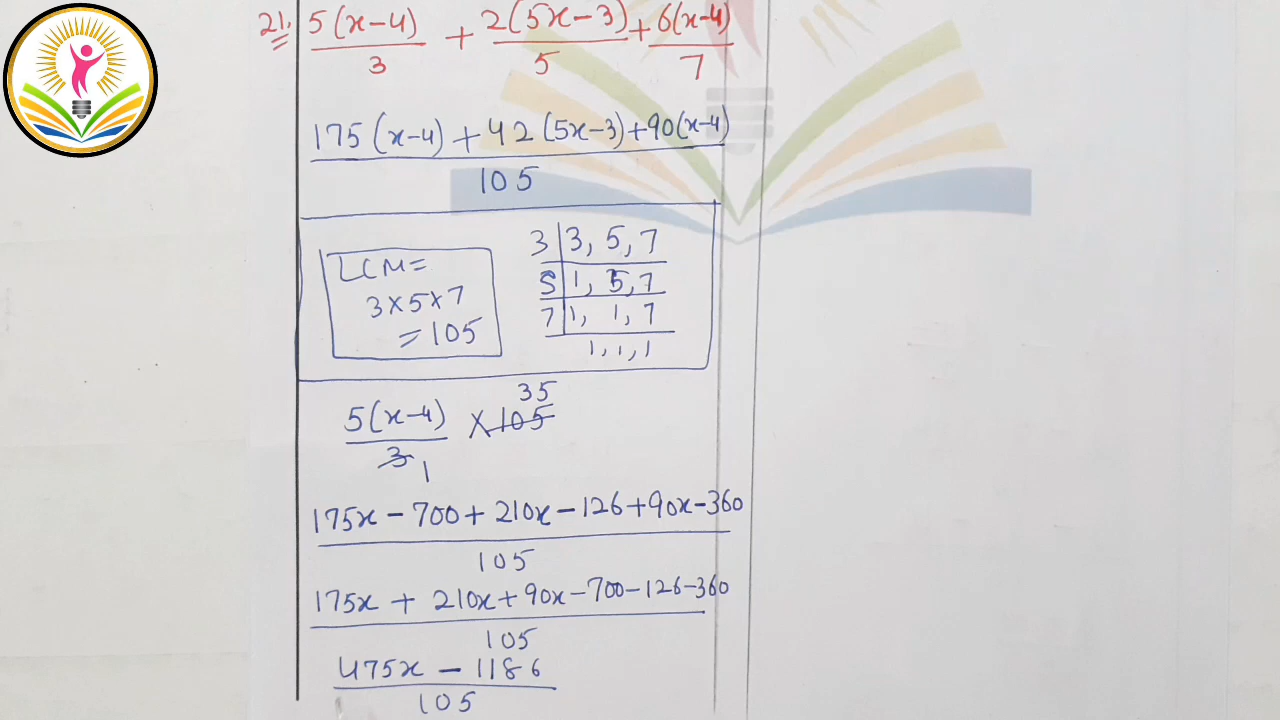 21. 5(x-4)/3 + 2(5x-3)/5 + 6(x-4)/7
175(x-4) + 42(5x-3) + 90(x-4)
105
LCM=
3×5×7
=105
3 | 3, 5, 7
5 | 1, 5, 7
7 | 1, 1, 7
1, 1, 1
35
5(x-4)/3 × 105
1
175x - 700 + 210x - 126 + 90x - 360
105
175x + 210x + 90x - 700 - 126 - 360
105
475x - 1186
105